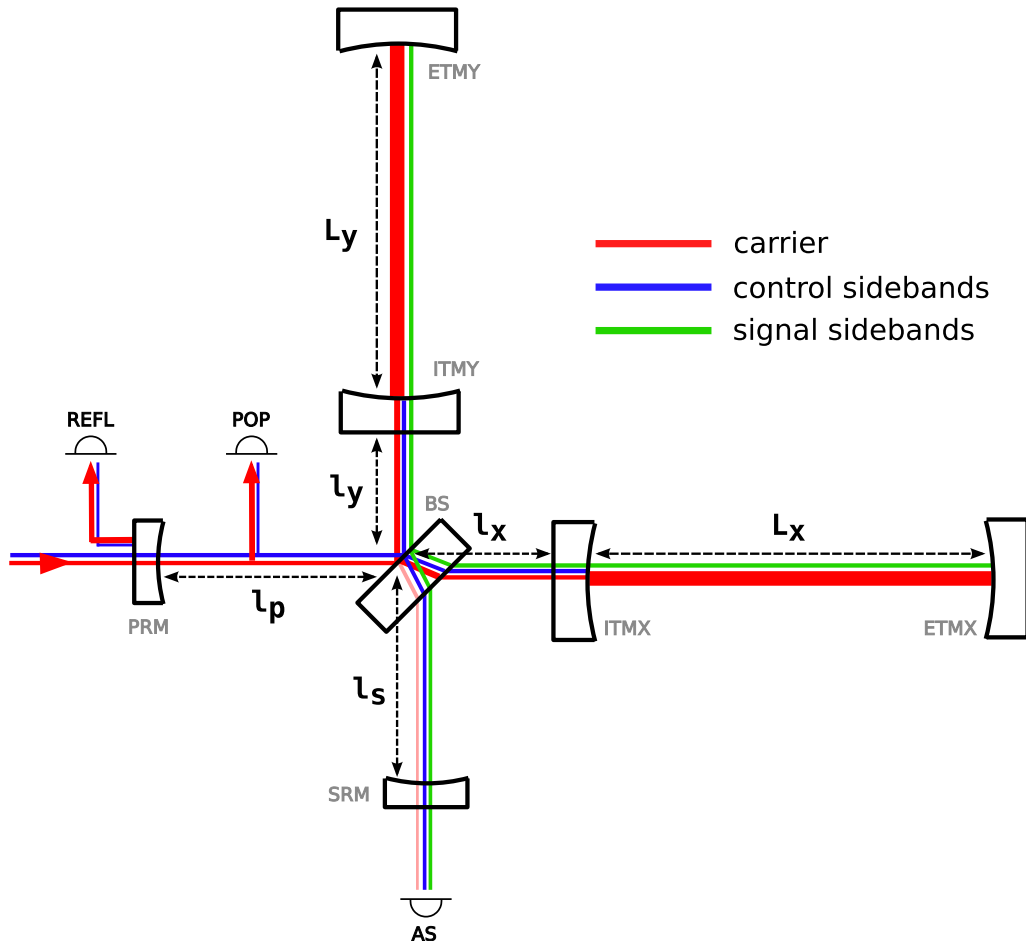 ETMY
Ly
carrier
control sidebands
signal sidebands
ITMY
REFL
POP
ly
BS
lx
Lx
lp
PRM
ITMX
ETMX
ls
SRM
AS